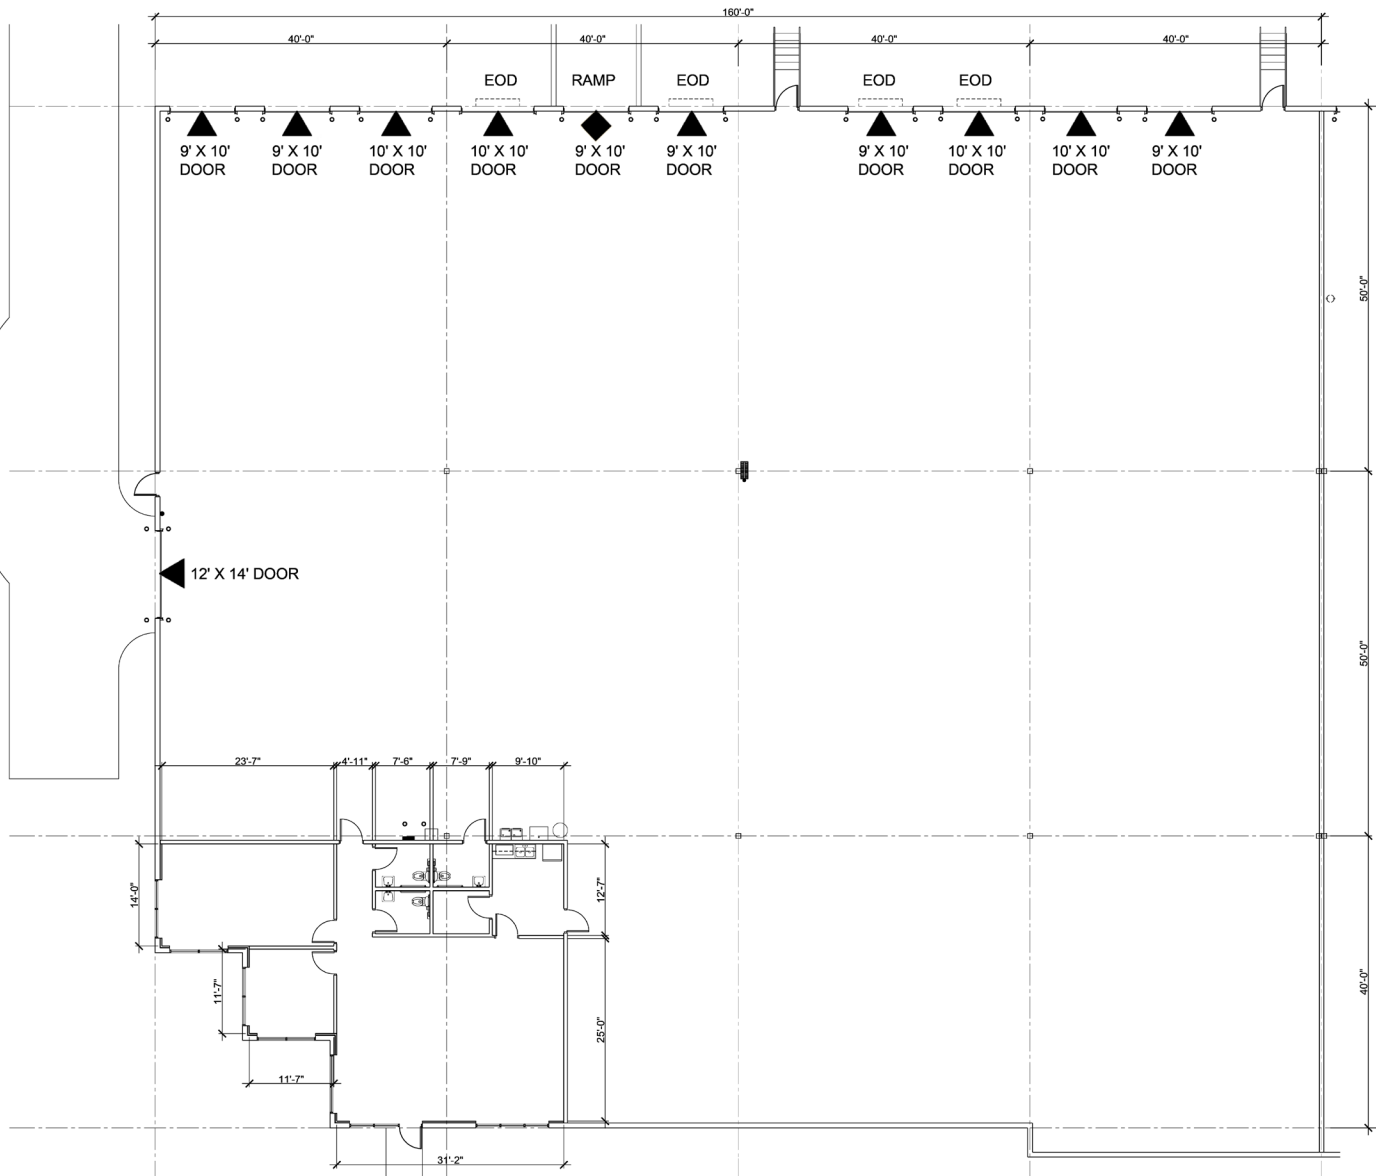 160'-0"
40'-0"
40'-0"
40'-0"
40'-0"
EOD
RAMP
EOD
EOD
EOD
9' X 10'
DOOR
9' X 10'
DOOR
10' X 10'
DOOR
10' X 10'
DOOR
9' X 10'
DOOR
9' X 10'
DOOR
9' X 10'
DOOR
10' X 10'
DOOR
10' X 10'
DOOR
9' X 10'
DOOR
50'-0"
12' X 14' DOOR
50'-0"
23'-7"
4'-11"
7'-6"
7'-9"
9'-10"
14'-0"
12'-7"
11'-7"
40'-0"
25'-0"
11'-7"
31'-2"